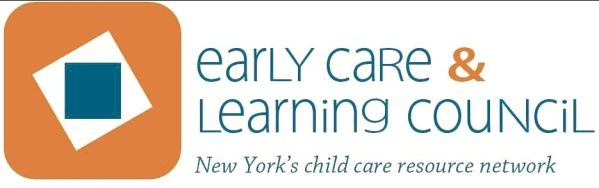 early care &
Learning council
New York's child care resource network